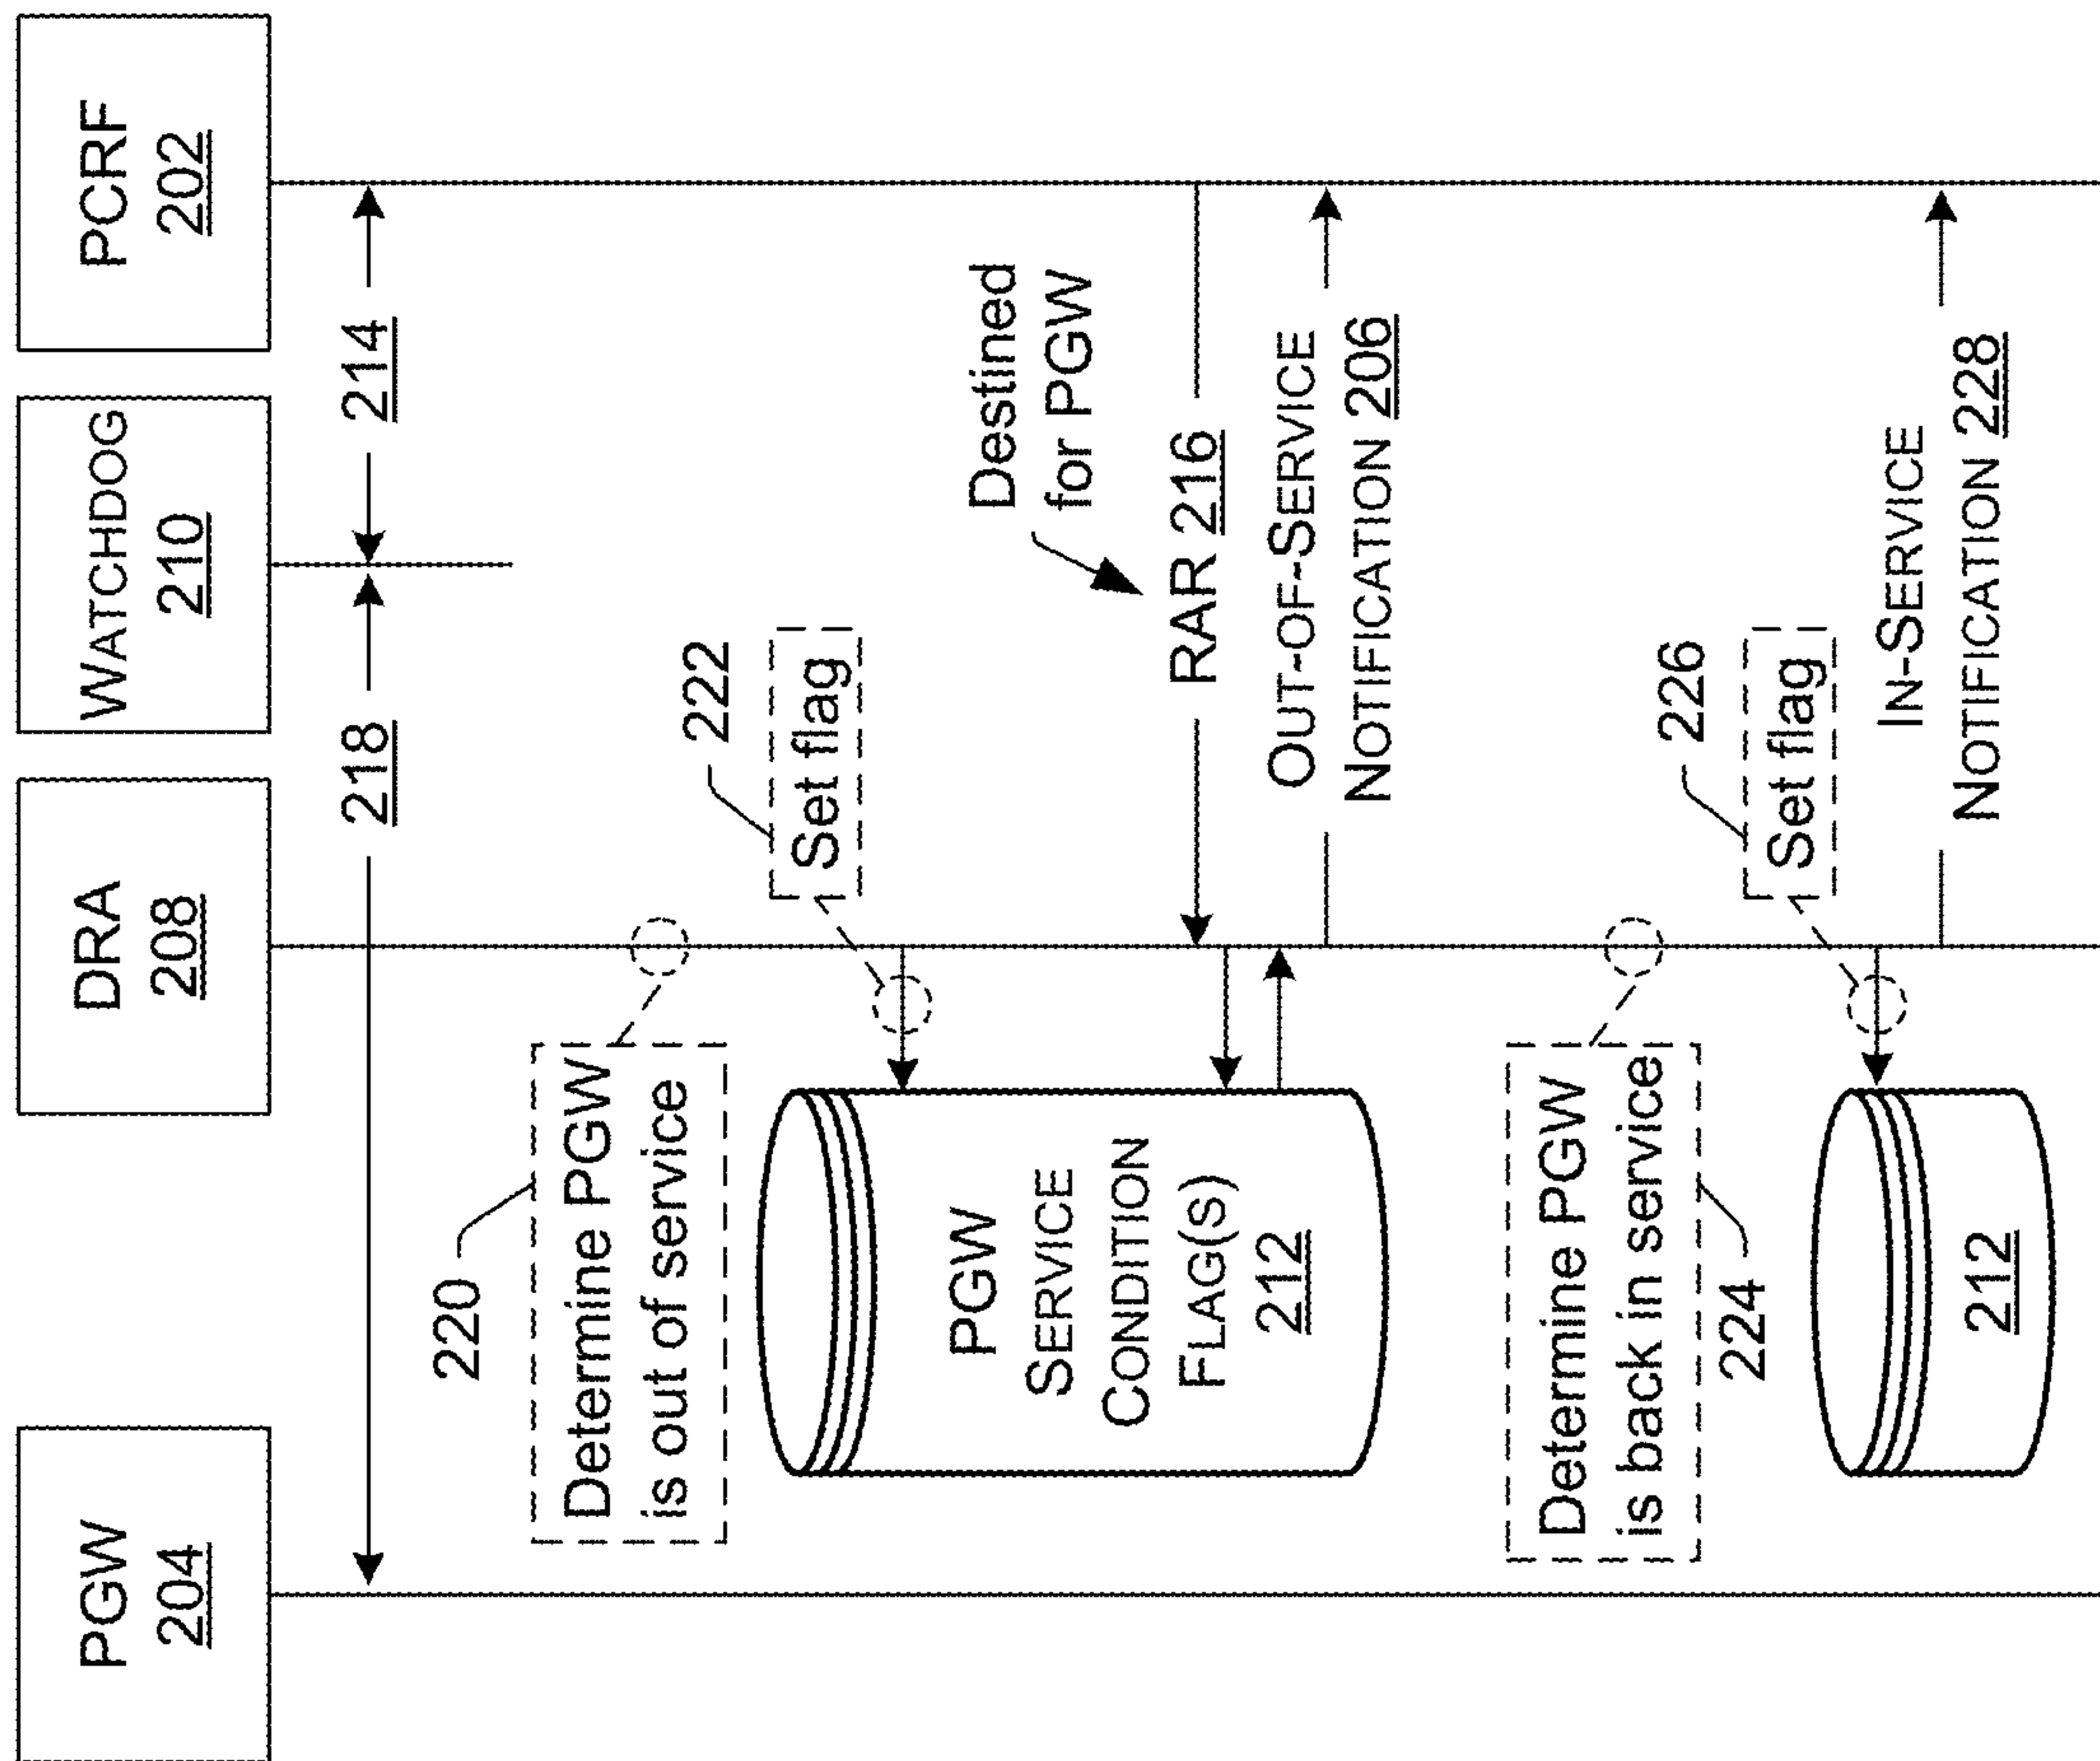 PGW
204
DRA
208
WATCHDOG
210
PCRF
202
218
214
220
Determine PGW
is out of service
222
Set flag
PGW
SERVICE
CONDITION
FLAG(S)
212
Destined
for PGW
RAR 216
OUT-OF-SERVICE
NOTIFICATION 206
Determine PGW
is back in service
224
226
Set flag
212
IN-SERVICE
NOTIFICATION 228